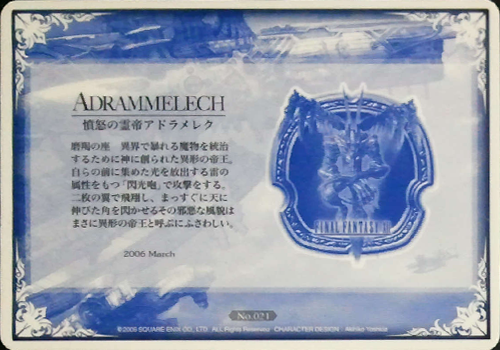 ADRAMMELECH
憤怒の霊帝アドラメレク
磨羯の座　異界で暴れる魔物を統治
するために神に創られた異形の帝王。
自らの前に集めた光を放出する雷の
属性をもつ「閃光砲」で攻撃をする。
二枚の翼で飛翔し、まっすぐに天に
伸びた角を閃かせるその邪悪な風貌は
まさに異形の帝王と呼ぶにふさわしい。
2006 March
FINAL FANTASY XII
No.021
©2006 SQUARE ENIX CO., LTD. All Rights Reserved. CHARACTER DESIGN : Akihiko Yoshida